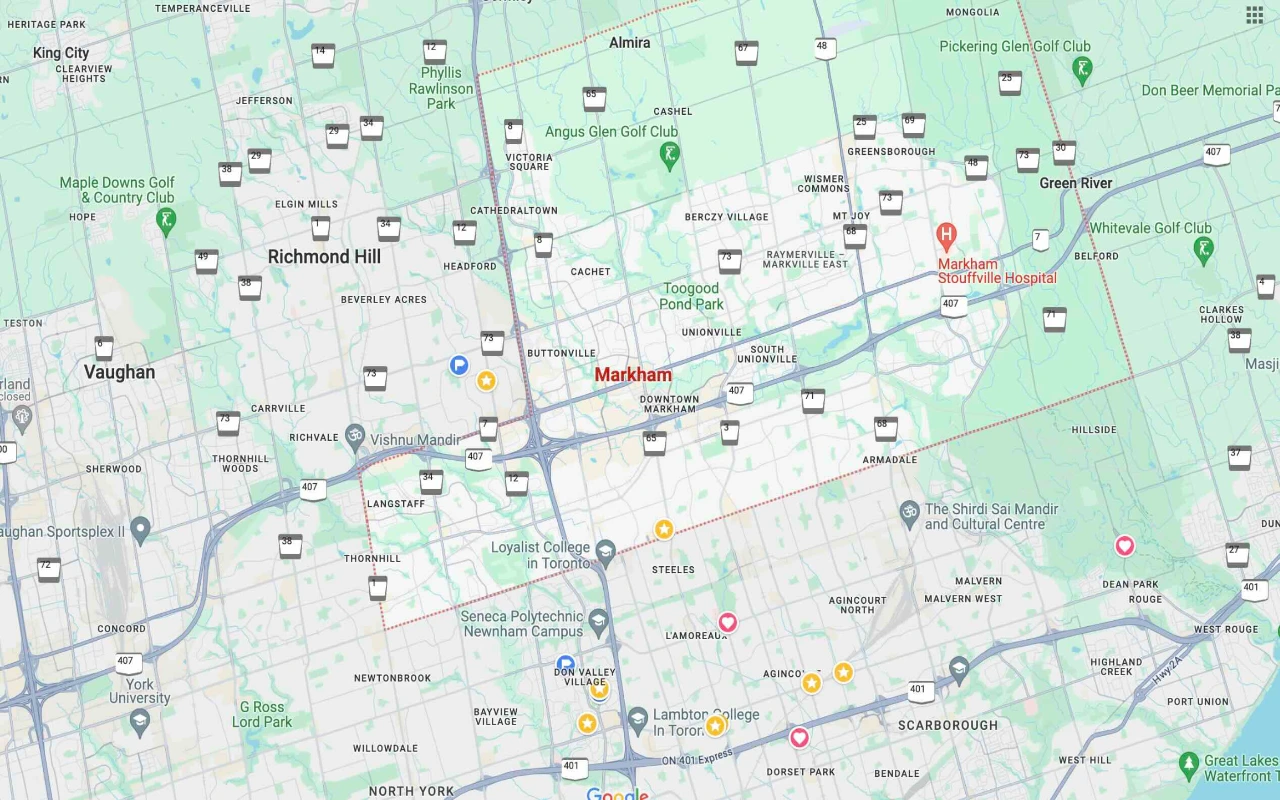 TEMPERANCEVILLE
Gormley
HERITAGE PARK
MONGOLIA
King City
CLEARVIEW
HEIGHTS
14
12
Almira
67
48
Pickering Glen Golf Club
25
Phyllis
Rawlinson
Park
JEFFERSON
65
CASHEL
Don Beer Memorial Pa
29
34
8
Angus Glen Golf Club
25
69
7
VICTORIA
SQUARE
GREENSBOROUGH
48
73
30
407
38
29
Maple Downs Golf
& Country Club
WISMER
COMMONS
Green River
HOPE
ELGIN MILLS
CATHEDRALTOWN
BERCZY VILLAGE
MT JOY
73
1
34
12
8
68
H
7
Whitevale Golf Club
Richmond Hill
HEADFORD
CACHET
73
RAYMERVILLE -
MARKVILLE EAST
Markham
Stouffville Hospital
BELFORD
49
38
BEVERLEY ACRES
Toogood
Pond Park
407
4
TESTON
71
CLARKES
HOLLOW
6
73
BUTTONVILLE
UNIONVILLE
SOUTH
UNIONVILLE
38
Vaughan
73
P
Markham
Masji
rland
closed
CARRVILLE
DOWNTOWN
MARKHAM
407
71
73
RICHVALE
Vishnu Mandir
7
65
3
68
HILLSIDE
SHERWOOD
THORNHILL
WOODS
407
ARMADALE
37
407
34
12
LANGSTAFF
The Shirdi Sai Mandir
and Cultural Centre
aughan Sportsplex II
DUN
38
THORNHILL
Loyalist College
in Toronto
STEELES
72
1
MALVERN
MALVERN WEST
DEAN PARK
ROUGE
27
401
CONCORD
Seneca Polytechnic
Newnham Campus
L'AMOREAUX
AGINCOURT
NORTH
WEST ROUGE
407
York
University
NEWTONBROOK
DON VALLEY
VILLAGE
HIGHLAND
CREEK
Hwy 2A
401
G Ross
Lord Park
BAYVIEW
VILLAGE
Lambton College
SCARBOROUGH
PORT UNION
WILLOWDALE
ON 401 Express
WEST HILL
401
DORSET PARK
BENDALE
Great Lakes
Waterfront T
NORTH YORK
Google